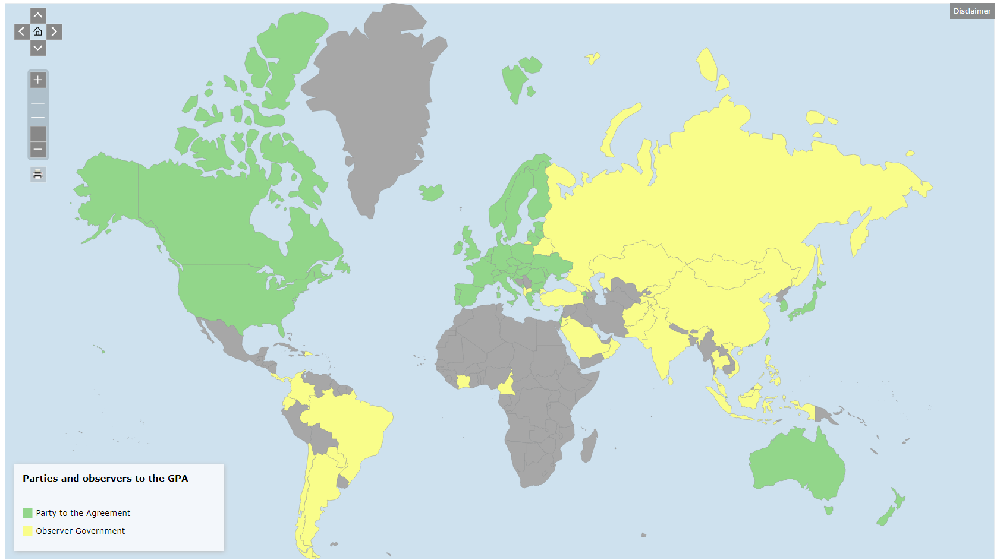 Disclaimer
Parties and observers to the GPA
Party to the Agreement
Observer Government